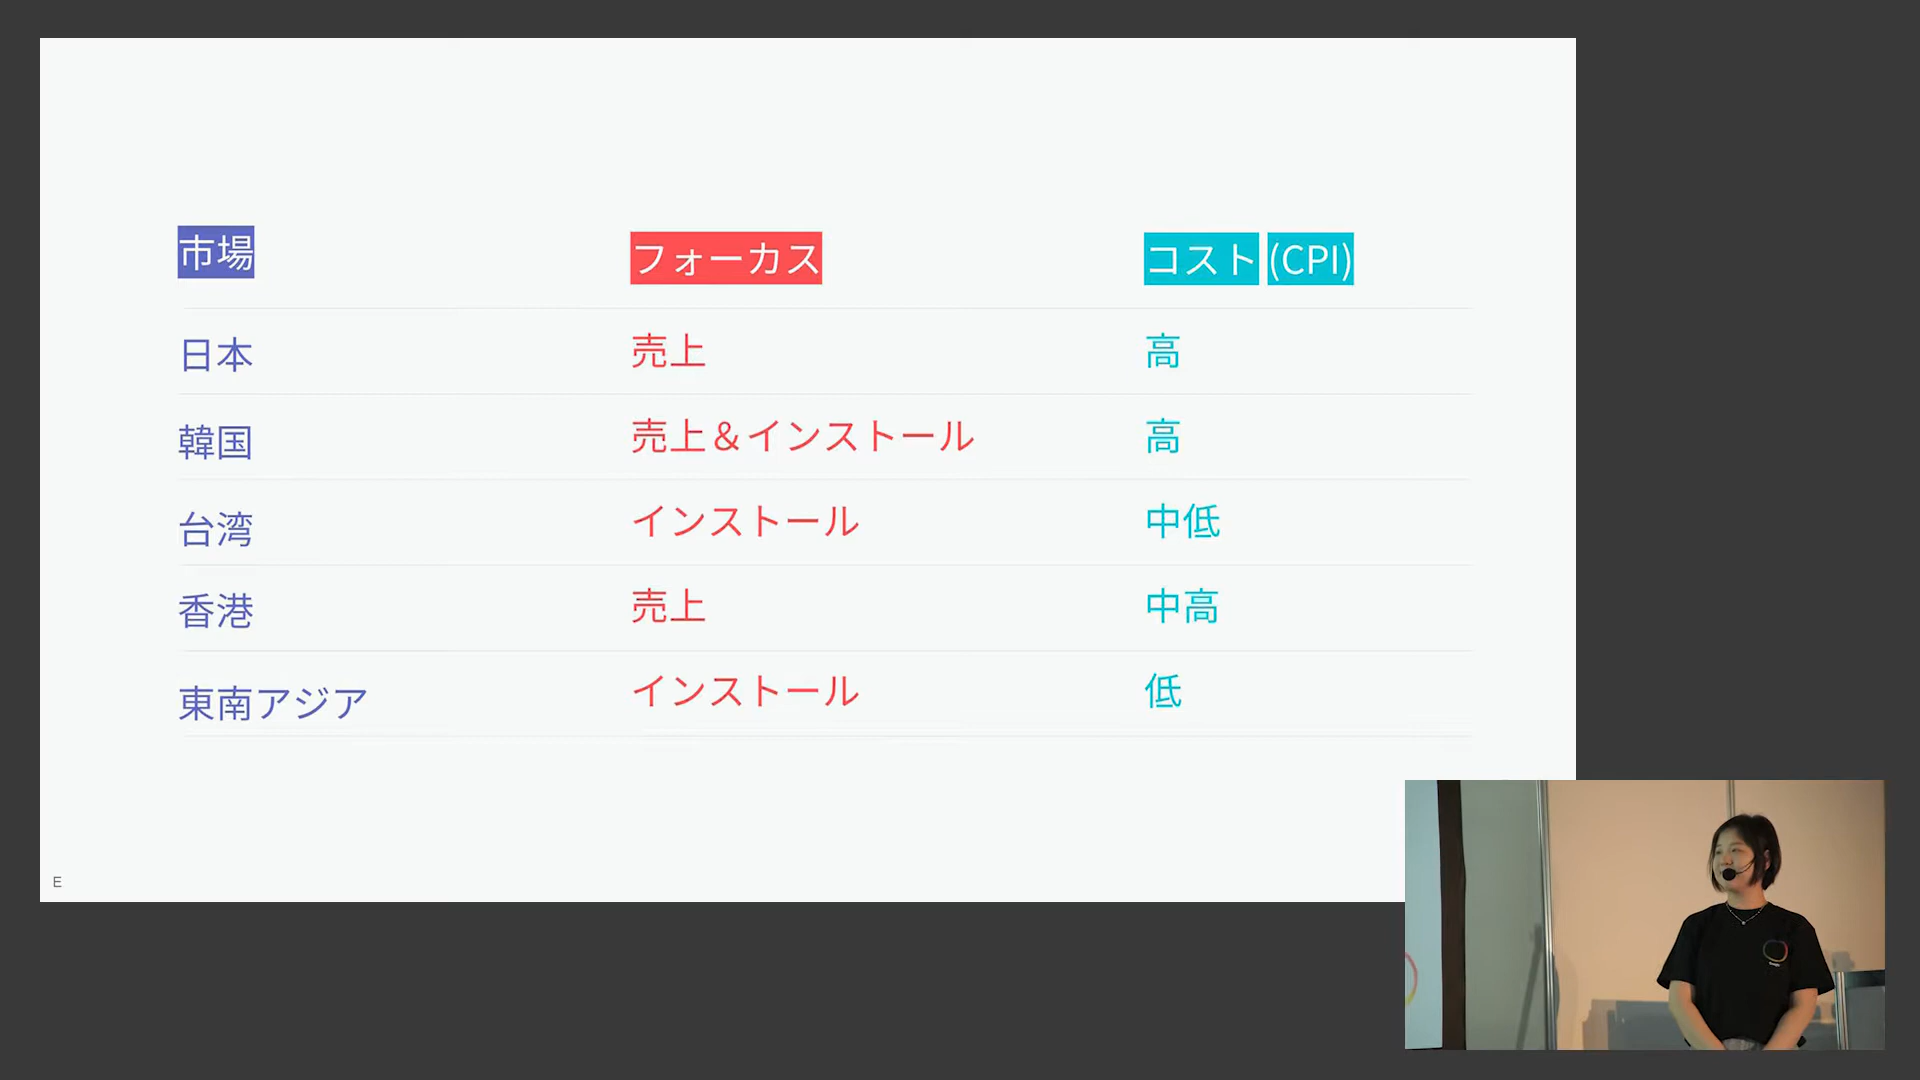 市場 フォーカス コスト (CPI)
日本 売上 高
韓国 売上&インストール 高
台湾 インストール 中低
香港 売上 中高
東南アジア インストール 低
E